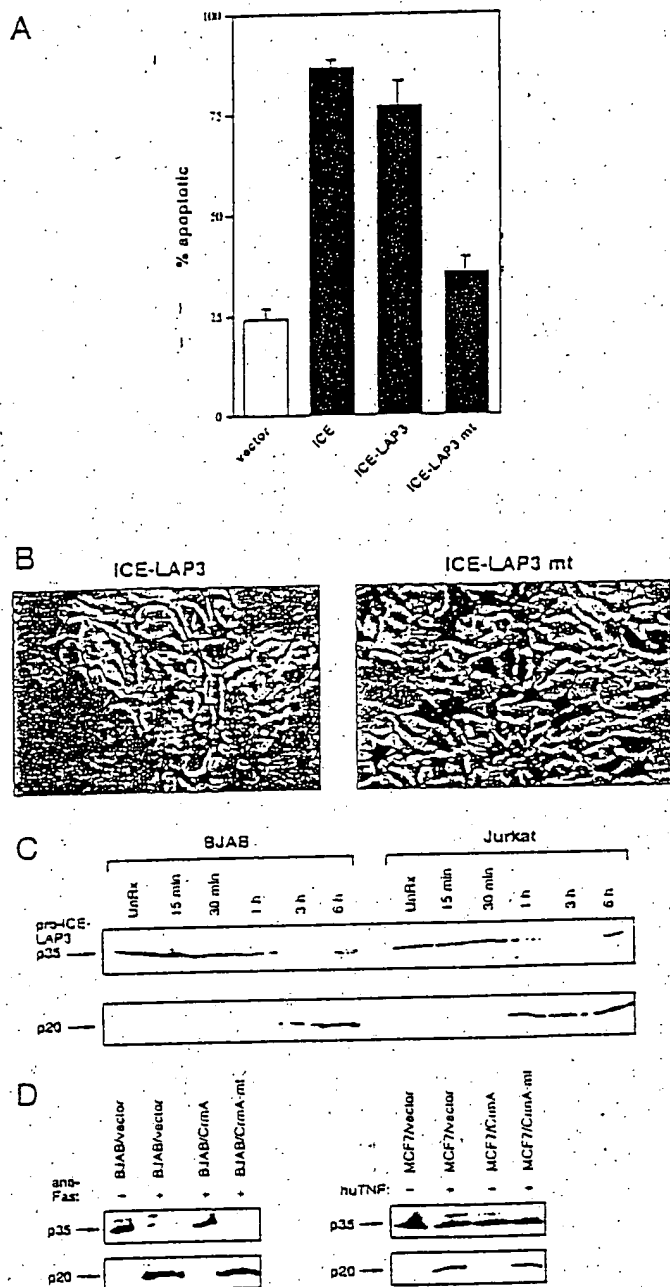 A
100
75
50
25
0
% apoptotic
vector
ICE
ICE-LAP3
ICE-LAP3 mt
B
ICE-LAP3
ICE-LAP3 mt
C
BJAB
Jurkat
UnRx
15 min
30 min
1 h
3 h
6 h
UnRx
15 min
30 min
1 h
3 h
6 h
pro-ICE-
LAP3
p35
p20
D
BJAB/vector
BJAB/vector
BJAB/CrmA
BJAB/CrmA-mt
MCF7/vector
MCF7/vector
MCF7/CrmA
MCF7/CrmA-mt
anti-
Fas: - + + +
huTNF: - + + +
p35
p35
p20
p20